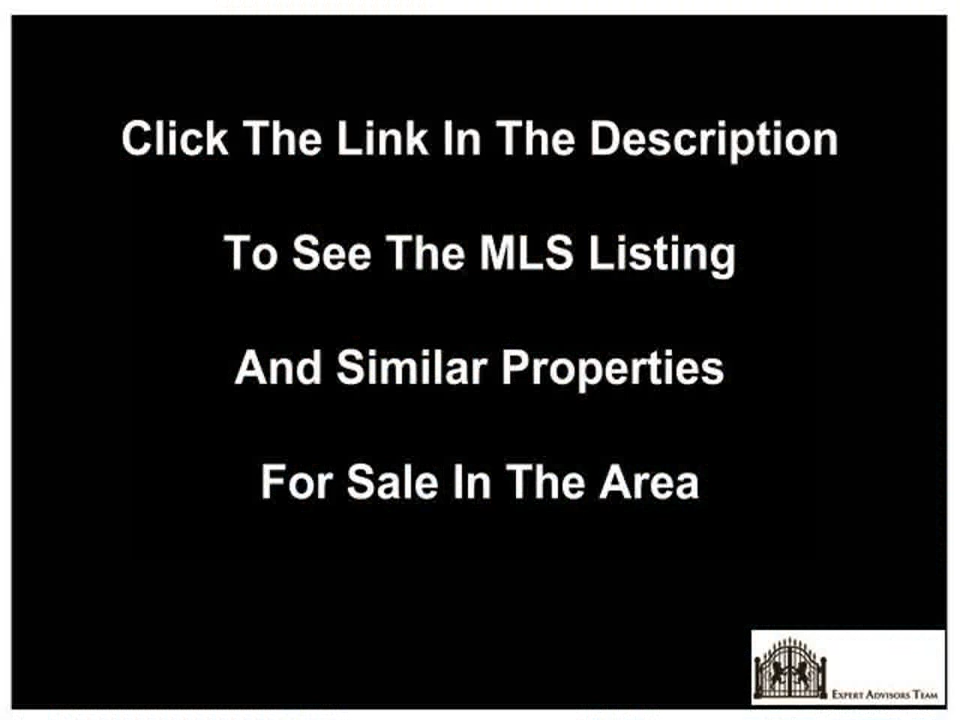 Click The Link In The Description
To See The MLS Listing
And Similar Properties
For Sale In The Area
Expert Advisors Team